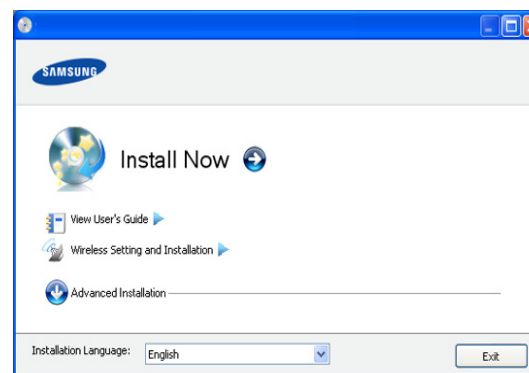 SAMSUNG
Install Now
View User's Guide
Wireless Setting and Installation
Advanced Installation
Installation Language: English Exit